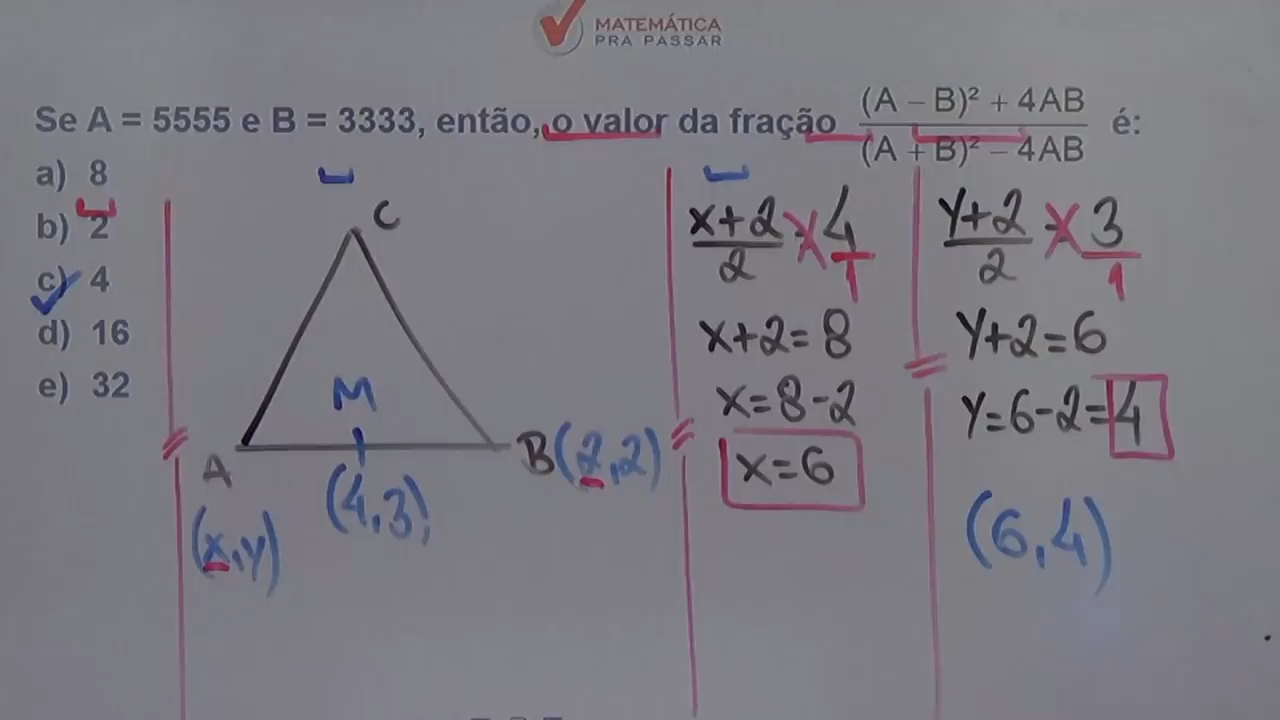 MATEMÁTICA
PRA PASSAR
Se A = 5555 e B = 3333, então, o valor da fração (A – B)² + 4AB / (A + B)² – 4AB é:
a) 8
b) 2
c) 4
d) 16
e) 32
C
M
A
B(2,2)
(4,3)
(x,y)
x+2/2 = 4/1
x+2=8
x=8-2
x=6
y+2/2 = 3/1
y+2=6
y=6-2=4
(6,4)